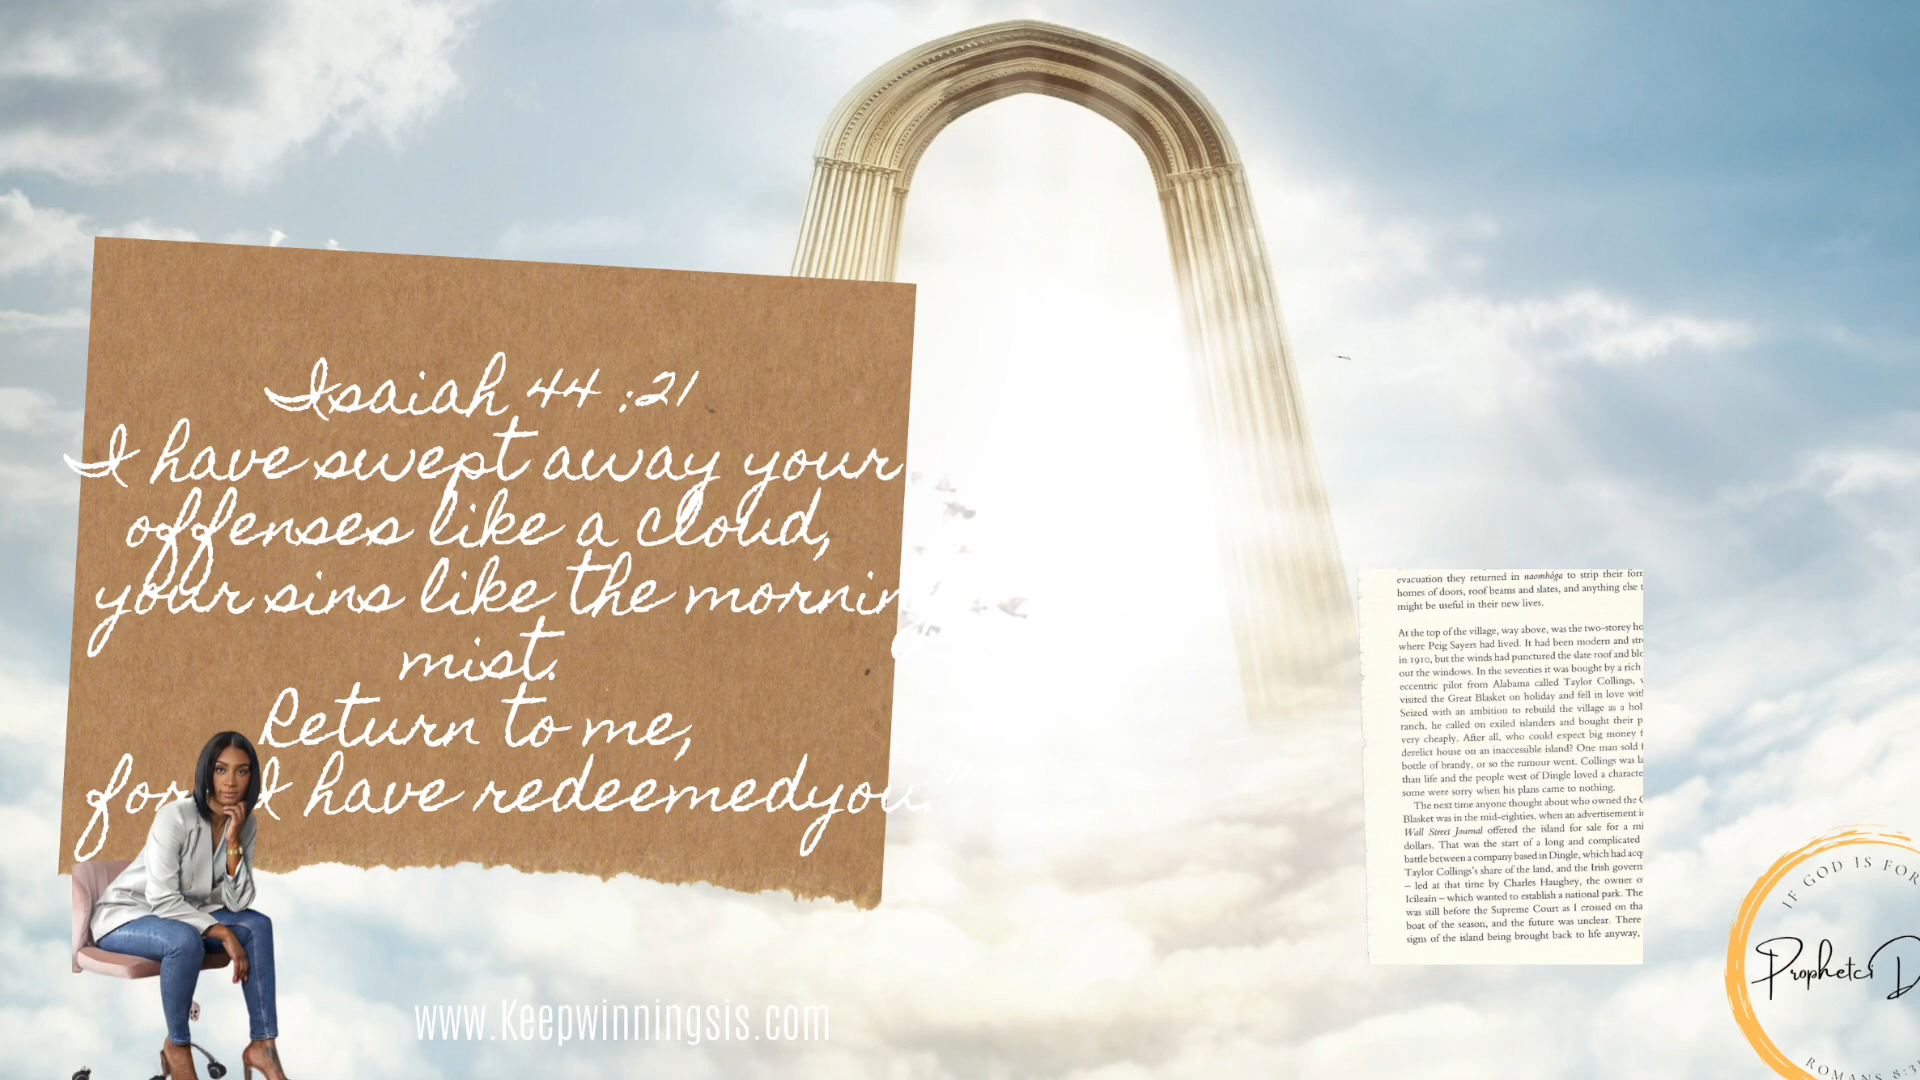 Isaiah 44 :21
I have swept away your
offenses like a cloud,
your sins like the morning
mist.
Return to me,
for I have redeemedyou."
www.Keepwinningsis.com
evacuation they returned in naomhóga to strip their
homes of doors, roof beams and slates, and anything else
might be useful in their new lives.
At the top of the village, way above, was the two-storey
where Peig Sayers had lived. It had been modern and
in 1910, but the winds had punctured the slate roof and
out the windows. In the seventies it was bought by a rich
eccentric pilot from Alabama called Taylor Collings,
visited the Great Blasket on holiday and fell in love
Seized with an ambition to rebuild the village as a
ranch, he called on exiled islanders and bought their
very cheaply. After all, who could expect big money
derelict house on an inaccessible island? One man sold
bottle of brandy, or so the rumour went. Collings was
than life and the people west of Dingle loved a
some were sorry when his plans came to nothing.
The next time anyone thought about who owned the
Blasket was in the mid-eighties, when an advertisement
Wall Street Journal offered the island for sale for a
dollars. That was the start of a long and complicated
battle between a company based in Dingle, which had
Taylor Collings's share of the land, and the Irish
– led at that time by Charles Haughey, the owner
Icíleain – which wanted to establish a national park. The
was still before the Supreme Court as I crossed on
boat of the season, and the future was unclear. There
signs of the island being brought back to life anyway,
IF GOD IS FOR
Prophetess D
ROMANS 8:3